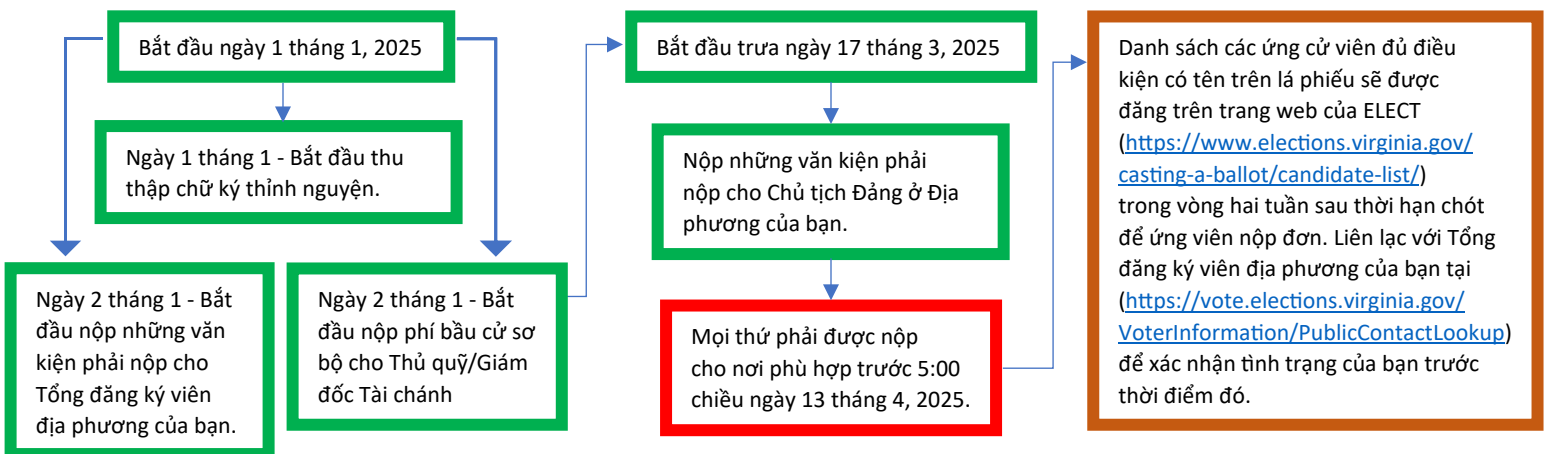 Bắt đầu ngày 1 tháng 1, 2025
Ngày 1 tháng 1 - Bắt đầu thu
thập chữ ký thỉnh nguyện.
Ngày 2 tháng 1 - Bắt
đầu nộp những văn
kiện phải nộp cho
Tổng đăng ký viên
địa phương của bạn.
Ngày 2 tháng 1 - Bắt
đầu nộp phí bầu cử sơ
bộ cho Thủ quỹ/Giám
đốc Tài chánh
Bắt đầu trưa ngày 17 tháng 3, 2025
Nộp những văn kiện phải
nộp cho Chủ tịch Đảng ở Địa
phương của bạn.
Mọi thứ phải được nộp
cho nơi phù hợp trước 5:00
chiều ngày 13 tháng 4, 2025.
Danh sách các ứng cử viên đủ điều
kiện có tên trên lá phiếu sẽ được
đăng trên trang web của ELECT
(https://www.elections.virginia.gov/
casting-a-ballot/candidate-list/)
trong vòng hai tuần sau thời hạn chót
để ứng viên nộp đơn. Liên lạc với Tổng
đăng ký viên địa phương của bạn tại
(https://vote.elections.virginia.gov/
VoterInformation/PublicContactLookup)
để xác nhận tình trạng của bạn trước
thời điểm đó.